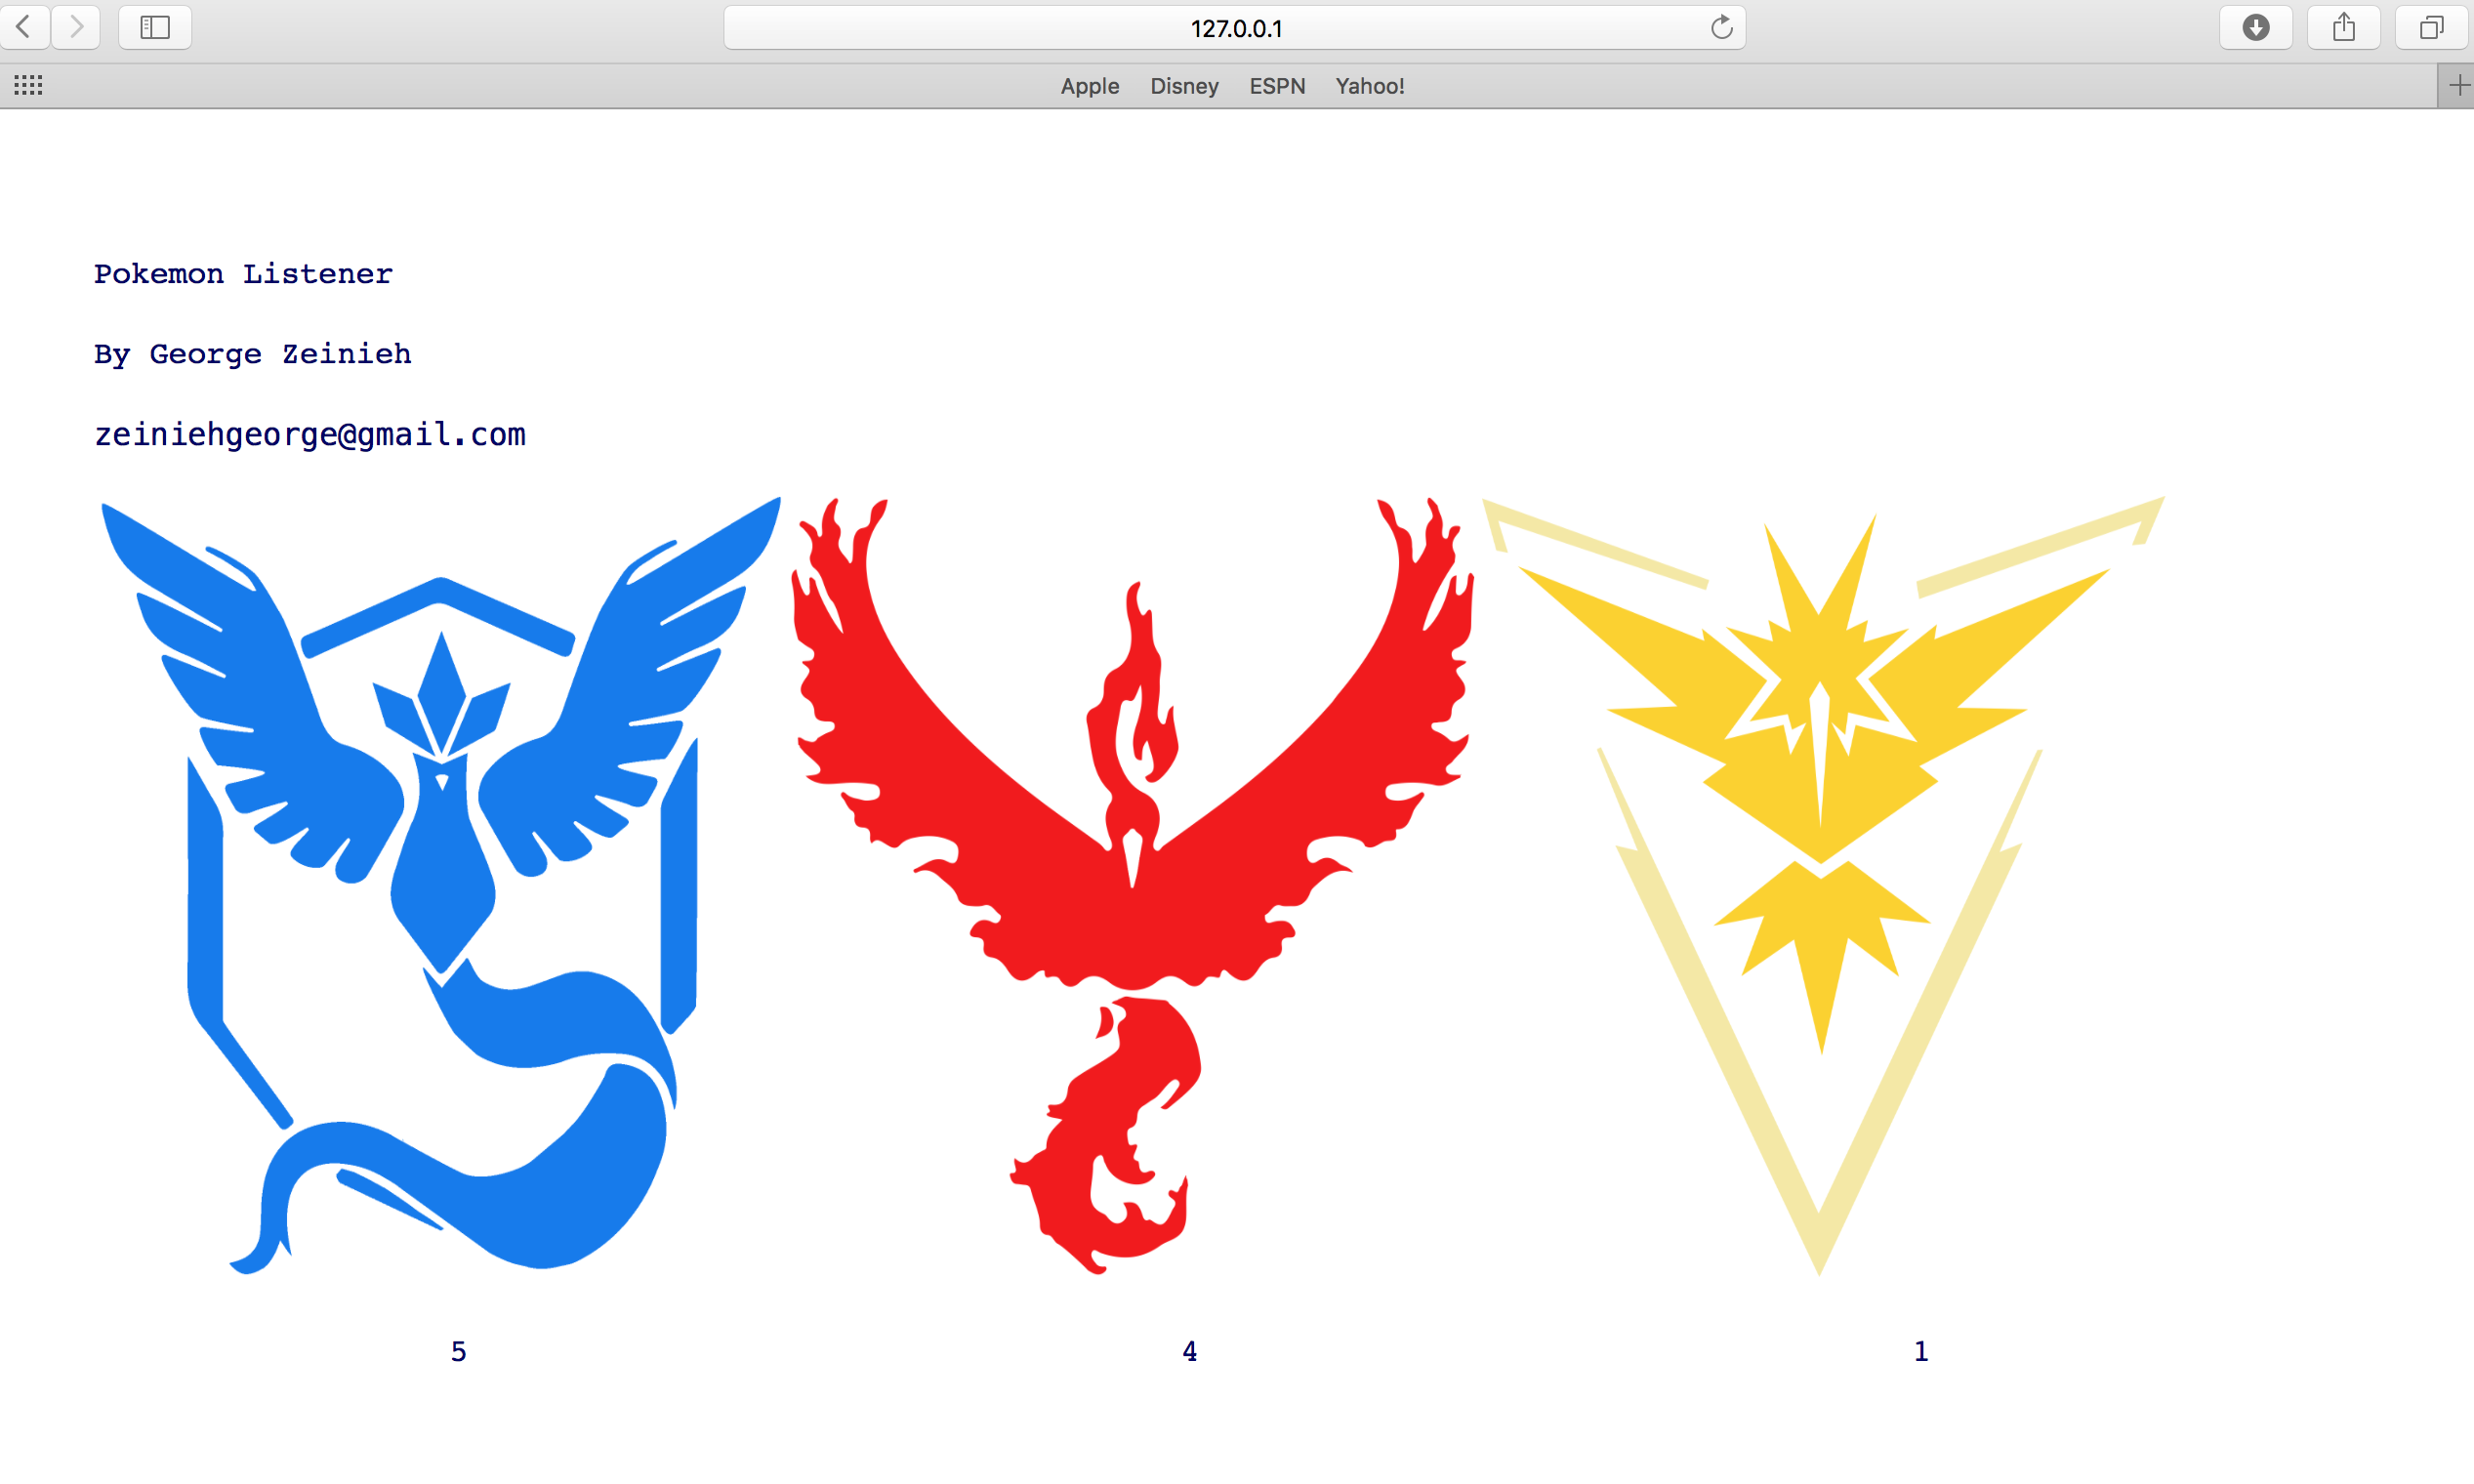 127.0.0.1
Apple Disney ESPN Yahoo!
Pokemon Listener
By George Zeinieh
zeiniehgeorge@gmail.com
5 4 1